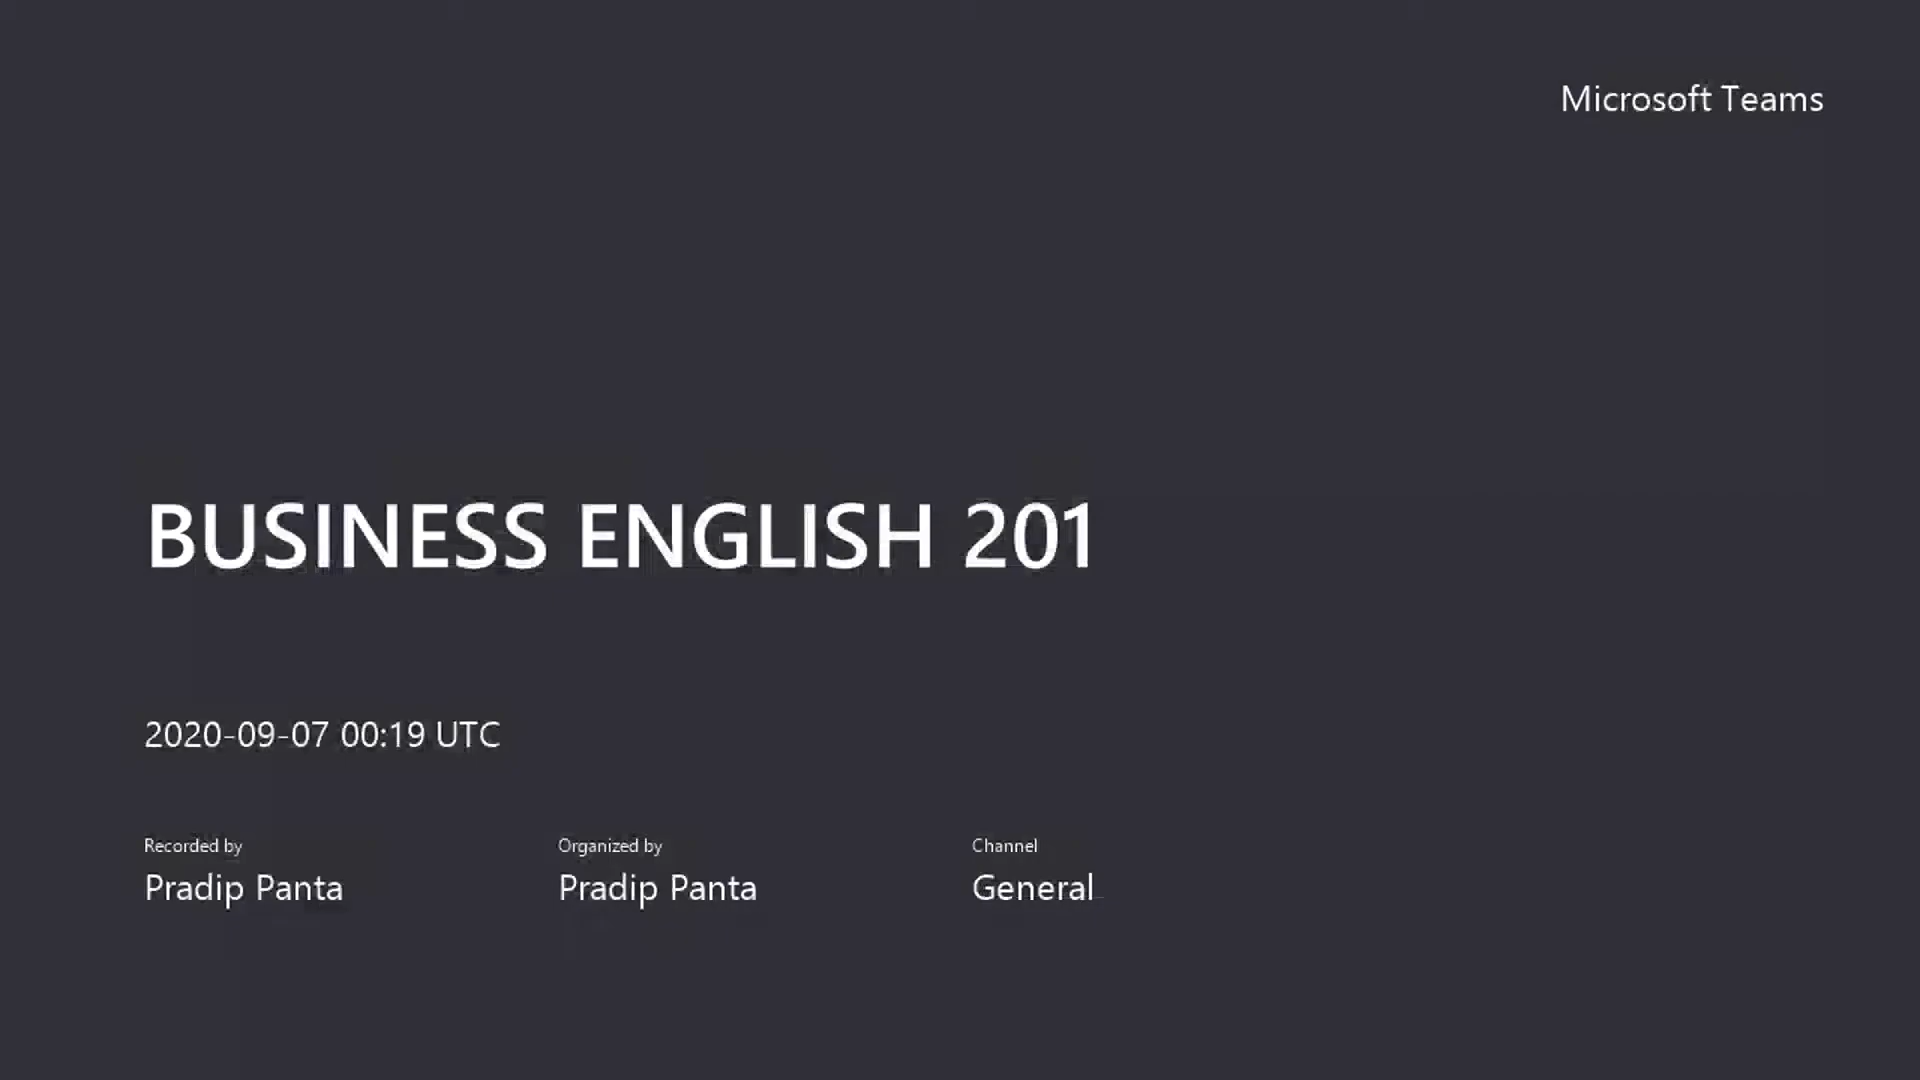 Microsoft Teams
BUSINESS ENGLISH 201
2020-09-07 00:19 UTC
Recorded by
Pradip Panta
Organized by
Pradip Panta
Channel
General